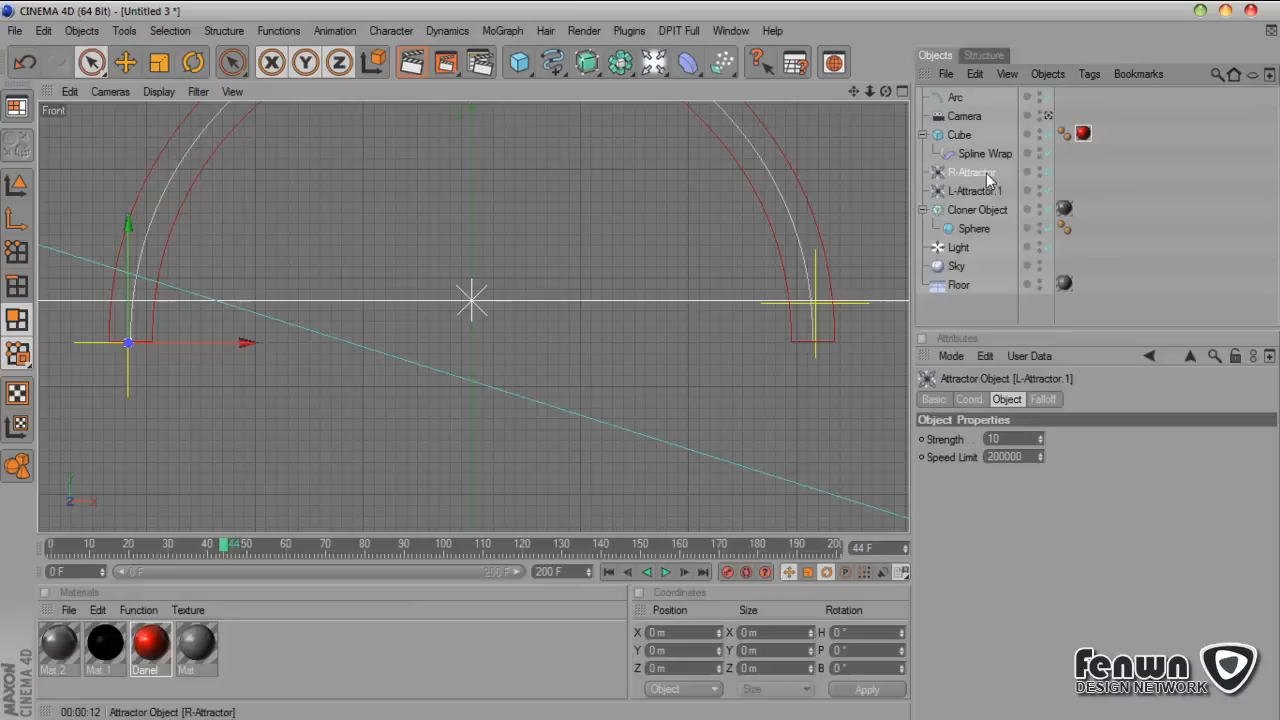 CINEMA 4D (64 Bit) - [Untitled 3 *]
File Edit Objects Tools Selection Structure Functions Animation Character Dynamics MoGraph Hair Render Plugins DPIT Full Window Help
Edit Cameras Display Filter View
Front
Objects Structure
File Edit View Objects Tags Bookmarks
Arc
Camera
Cube
Spline Wrap
R-Attractor
L-Attractor.1
Cloner Object
Sphere
Light
Sky
Floor
Attributes
Mode Edit User Data
Attractor Object [L-Attractor.1]
Basic Coord Object Falloff
Object Properties
Strength . . 10
Speed Limit 200000
Y
Z X
0 10 20 30 40 44 50 60 70 80 90 100 110 120 130 140 150 160 170 180 190 20 44 F
0 F 0 F 200 F 200 F
Materials
File Edit Function Texture
Mat.2 Mat.1 Danel Mat
Coordinates
Position Size Rotation
X 0 m X 0 m H 0 °
Y 0 m Y 0 m P 0 °
Z 0 m Z 0 m B 0 °
Object Size Apply
MAXON
CINEMA 4D
00:00:12 Attractor Object [R-Attractor]
fenwn
DESIGN NETWORK